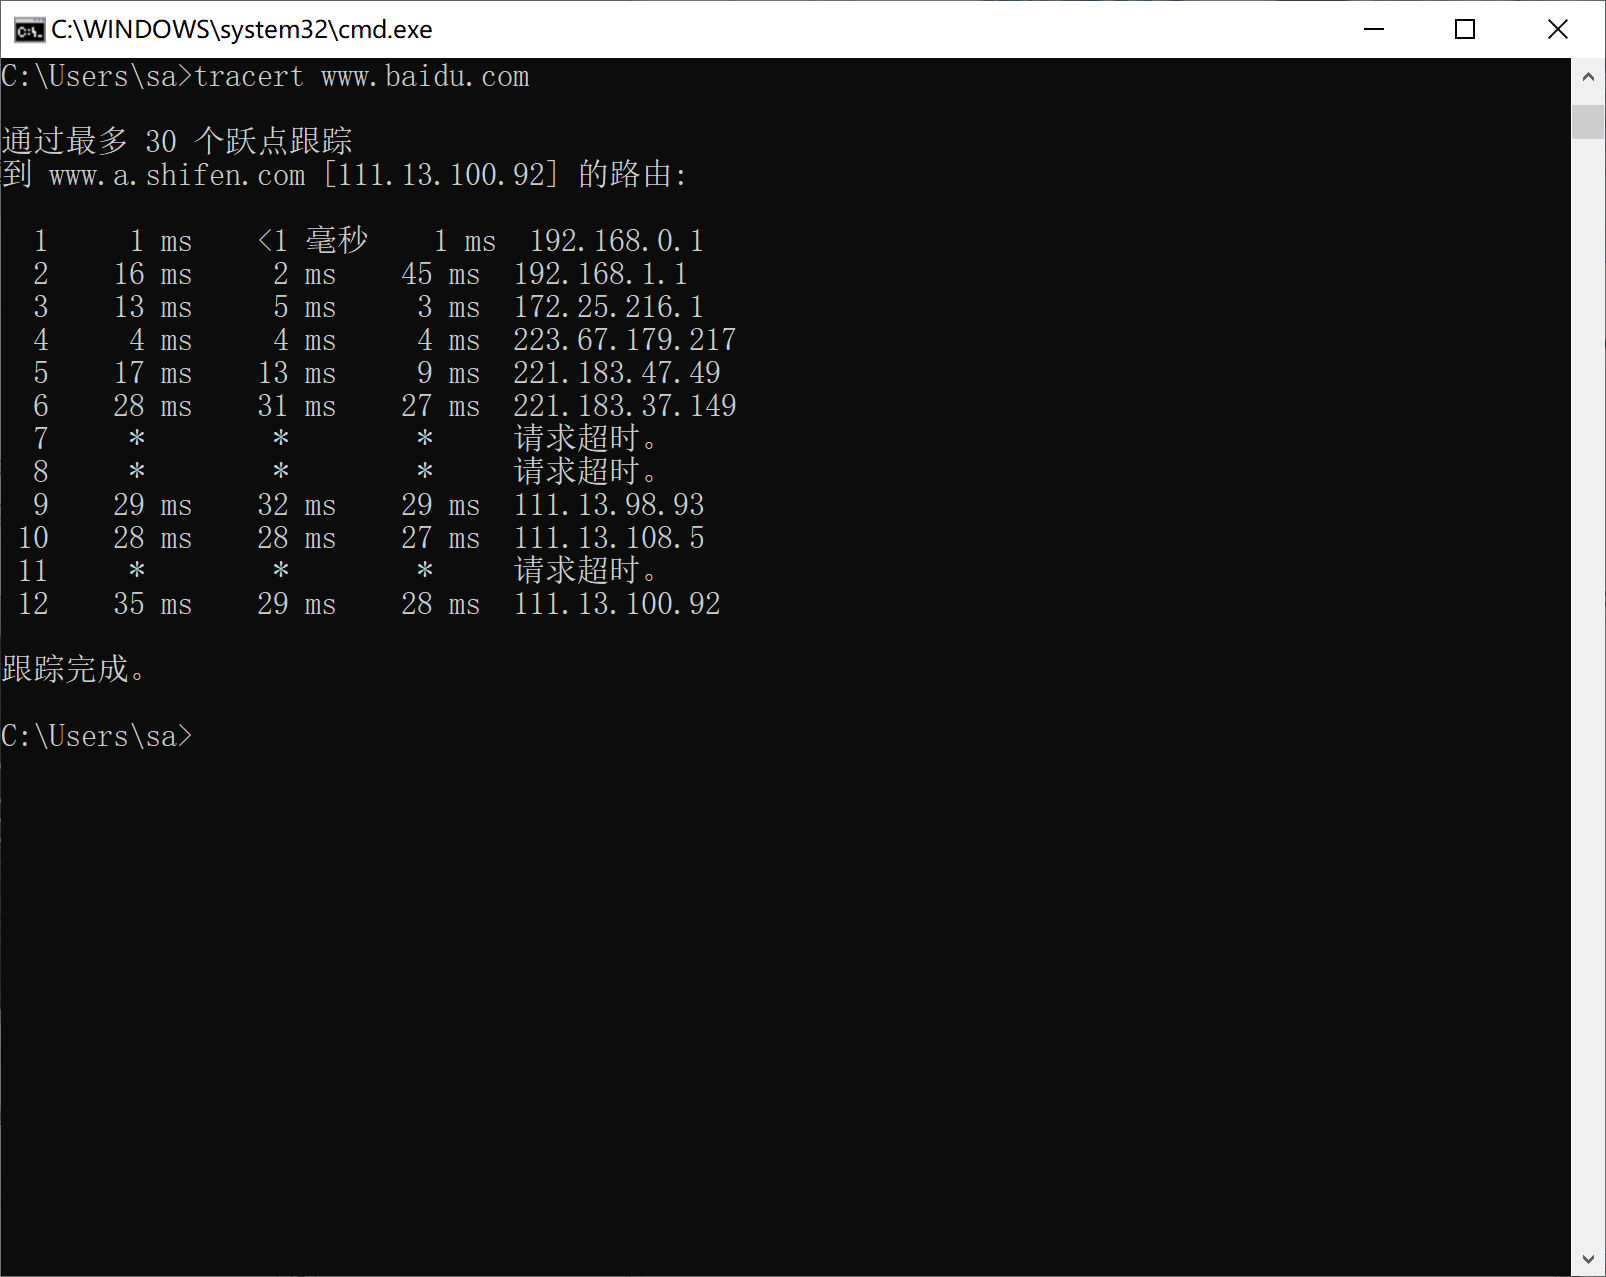 C:\WINDOWS\system32\cmd.exe
C:\Users\sa>tracert www.baidu.com
通过最多 30 个跃点跟踪
到 www.a.shifen.com [111.13.100.92] 的路由:
1 1 ms <1 毫秒 1 ms 192.168.0.1
2 16 ms 2 ms 45 ms 192.168.1.1
3 13 ms 5 ms 3 ms 172.25.216.1
4 4 ms 4 ms 4 ms 223.67.179.217
5 17 ms 13 ms 9 ms 221.183.47.49
6 28 ms 31 ms 27 ms 221.183.37.149
7 * * * 请求超时。
8 * * * 请求超时。
9 29 ms 32 ms 29 ms 111.13.98.93
10 28 ms 28 ms 27 ms 111.13.108.5
11 * * * 请求超时。
12 35 ms 29 ms 28 ms 111.13.100.92
跟踪完成。
C:\Users\sa>